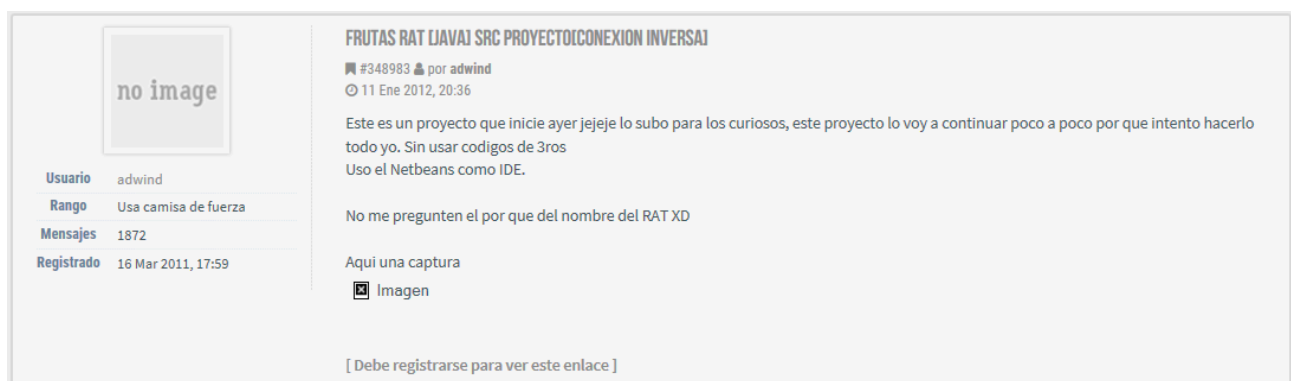 no image
Usuario adwind
Rango Usa camisa de fuerza
Mensajes 1872
Registrado 16 Mar 2011, 17:59
FRUTAS RAT [JAVA] SRC PROYECTO[CONEXION INVERSA]
#348983 por adwind
11 Ene 2012, 20:36
Este es un proyecto que inicie ayer jejeje lo subo para los curiosos, este proyecto lo voy a continuar poco a poco por que intento hacerlo
todo yo. Sin usar codigos de 3ros
Uso el Netbeans como IDE.
No me pregunten el por que del nombre del RAT XD
Aqui una captura
Imagen
[ Debe registrarse para ver este enlace ]